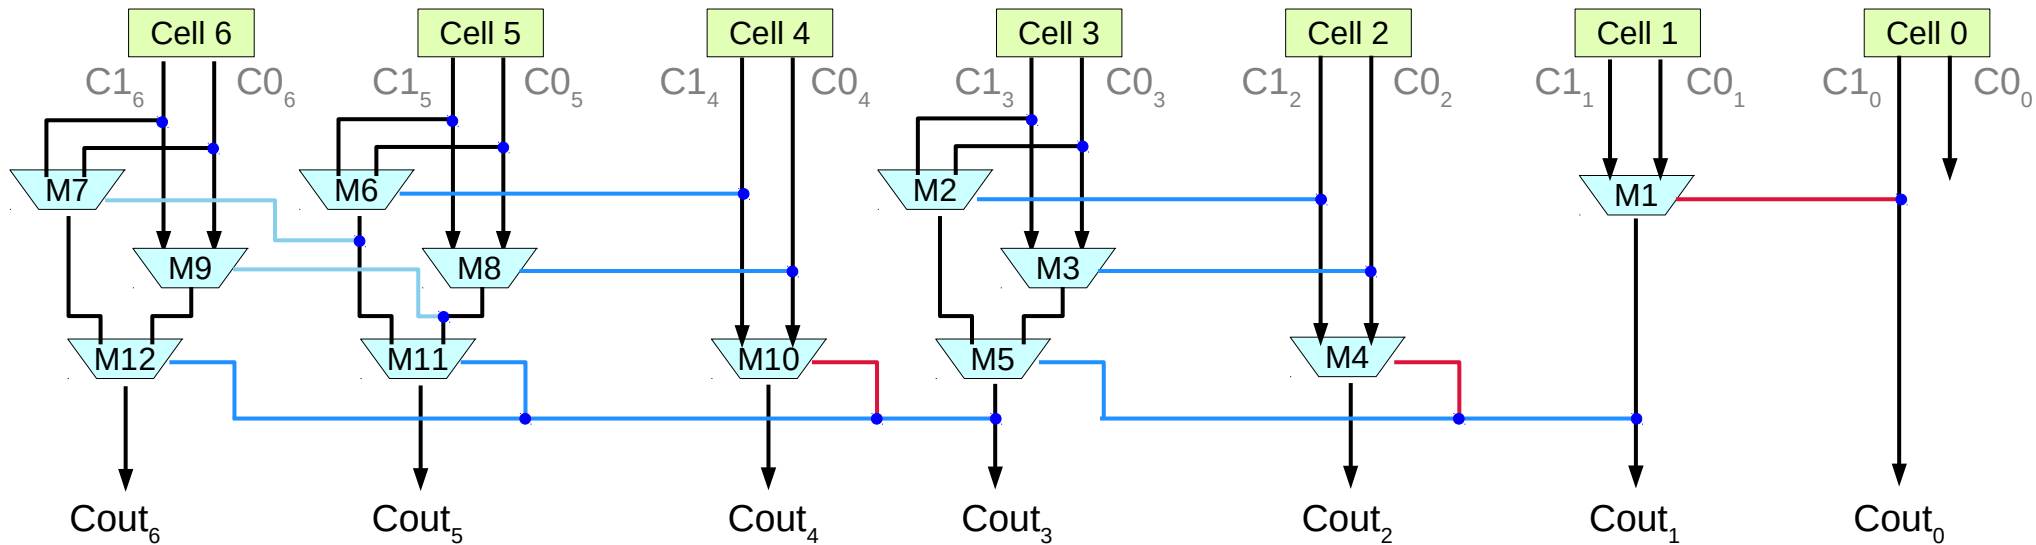 Cell 6 Cell 5 Cell 4 Cell 3 Cell 2 Cell 1 Cell 0
C1₆ C0₆ C1₅ C0₅ C1₄ C0₄ C1₃ C0₃ C1₂ C0₂ C1₁ C0₁ C1₀ C0₀
M7 M6 M2 M1
M9 M8 M3
M12 M11 M10 M5 M4
Cout₆ Cout₅ Cout₄ Cout₃ Cout₂ Cout₁ Cout₀